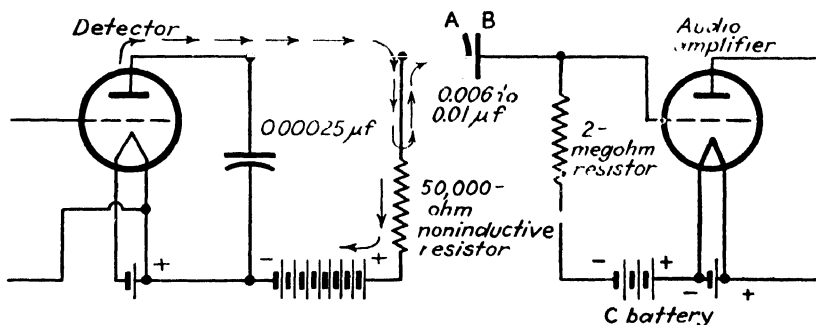 Detector
A B
Audio
amplifier
0.00025 μf
0.006 to
0.01 μf
2-
megohm
resistor
50,000-
ohm
noninductive
resistor
+
-
+
-
+
-
+
C battery